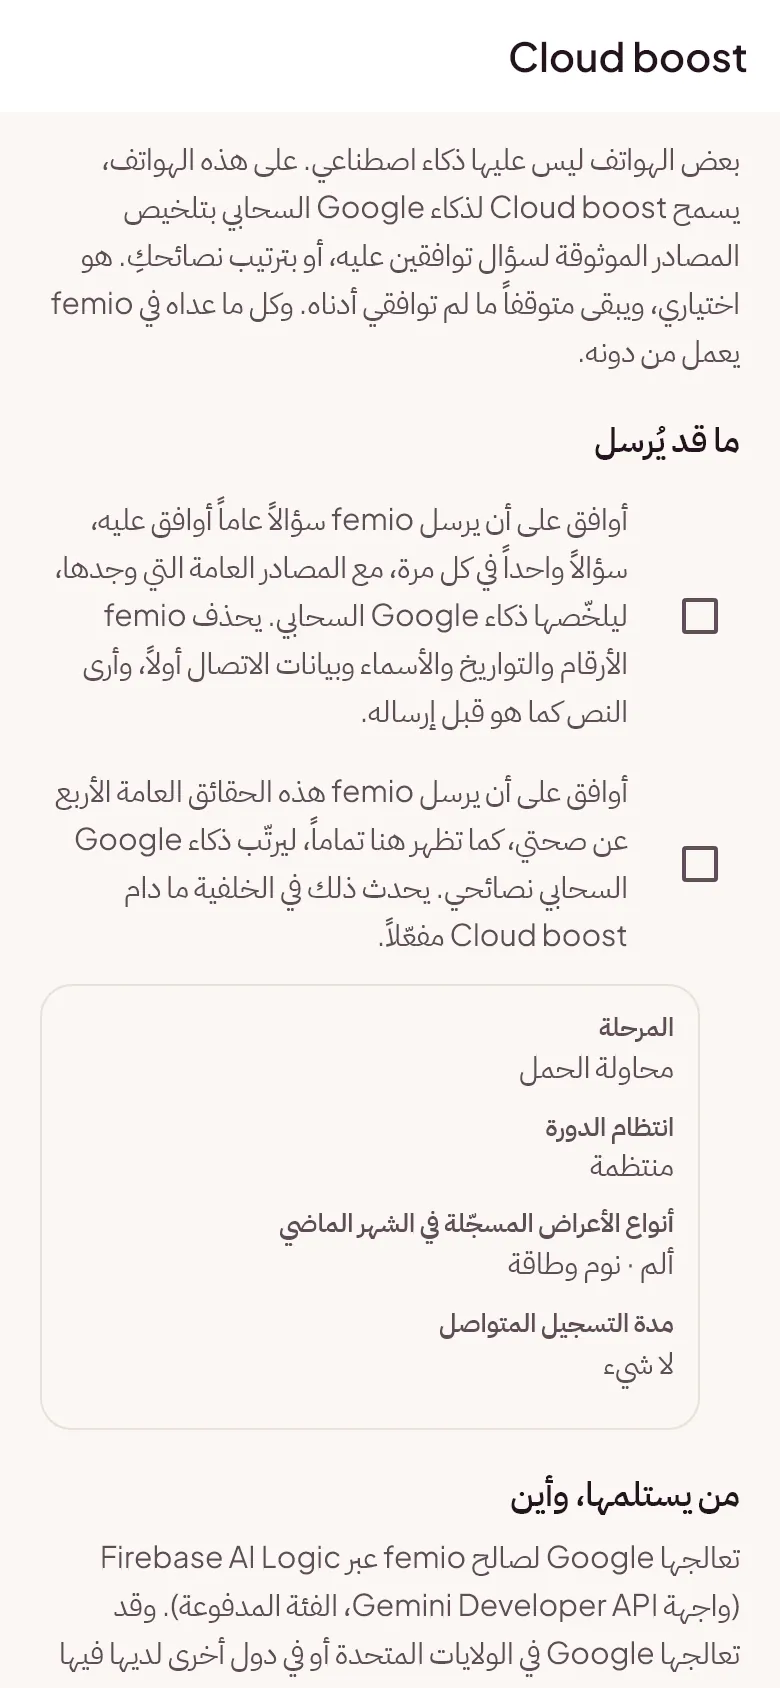 Cloud boost
بعض الهواتف ليس عليها ذكاء اصطناعي. على هذه الهواتف،
يسمح Cloud boost لذكاء Google السحابي بتلخيص
المصادر الموثوقة لسؤال توافقين عليه، أو بترتيب نصائحكِ. هو
اختياري، ويبقى متوقفاً ما لم توافقي أدناه. وكل ما عداه في femio
يعمل من دونه.
ما قد يُرسل
أوافق على أن يرسل femio سؤالاً عاماً أوافق عليه،
سؤالاً واحداً في كل مرة، مع المصادر العامة التي وجدها،
ليلخّصها ذكاء Google السحابي. يحذف femio
الأرقام والتواريخ والأسماء وبيانات الاتصال أولاً، وأرى
النص كما هو قبل إرساله.
أوافق على أن يرسل femio هذه الحقائق العامة الأربع
عن صحتي، كما تظهر هنا تماماً، ليرتّب ذكاء Google
السحابي نصائحي. يحدث ذلك في الخلفية ما دام
Cloud boost مفعّلاً.
المرحلة
محاولة الحمل
انتظام الدورة
منتظمة
أنواع الأعراض المسجّلة في الشهر الماضي
ألم · نوم وطاقة
مدة التسجيل المتواصل
لا شيء
من يستلمها، وأين
تعالجها Google لصالح femio عبر Firebase AI Logic
(واجهة Gemini Developer API، الفئة المدفوعة). وقد
تعالجها Google في الولايات المتحدة أو في دول أخرى لديها فيها